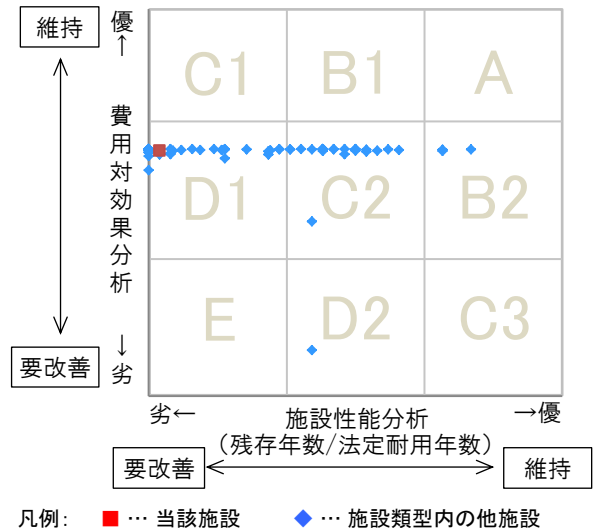 維持
優
↑
費用対効果分析
↓
劣
要改善
C1 B1 A
D1 C2 B2
E D2 C3
劣← 施設性能分析 →優
（残存年数/法定耐用年数）
要改善 維持
凡例： ■ … 当該施設 ◆ … 施設類型内の他施設